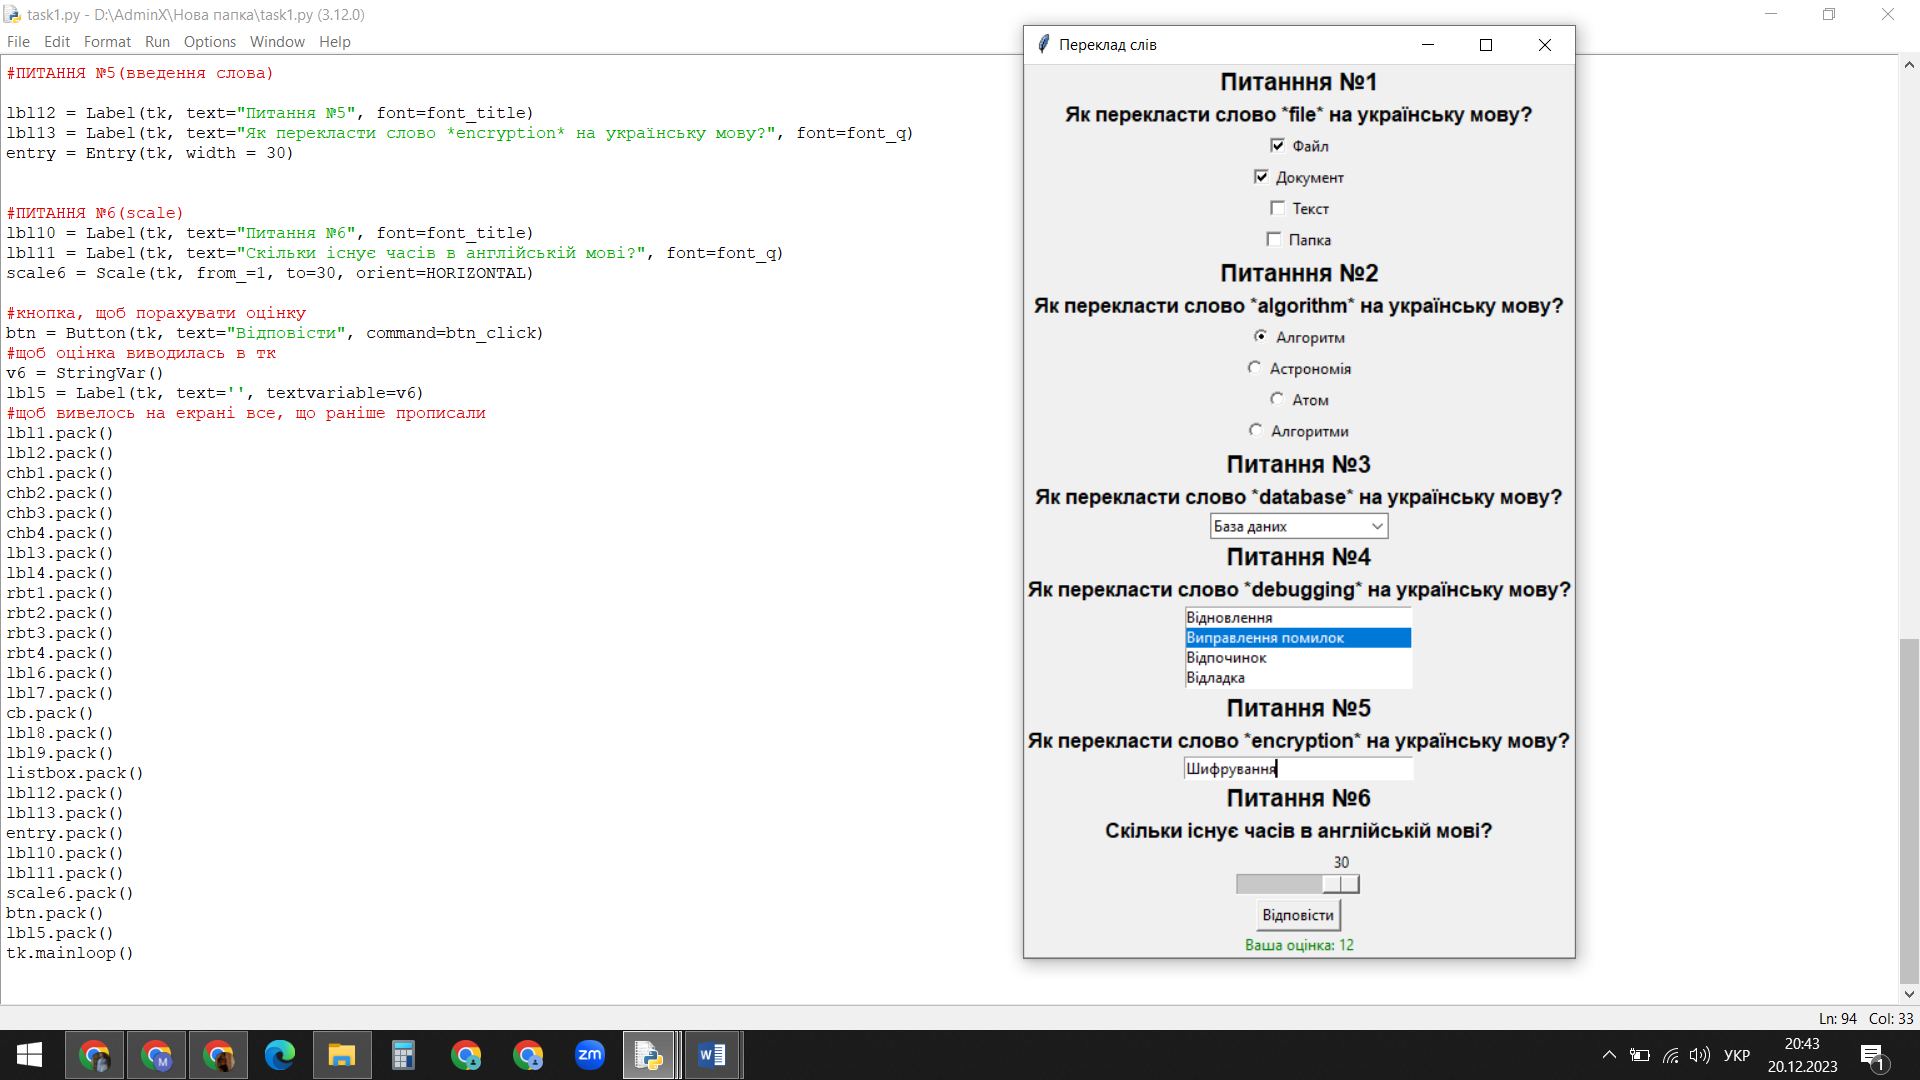 task1.py - D:\AdminX\Нова папка\task1.py (3.12.0)
File Edit Format Run Options Window Help
#ПИТАННЯ №5(введення слова)
lbl12 = Label(tk, text="Питання №5", font=font_title)
lbl13 = Label(tk, text="Як перекласти слово *encryption* на українську мову?", font=font_q)
entry = Entry(tk, width = 30)
#ПИТАННЯ №6(scale)
lbl10 = Label(tk, text="Питання №6", font=font_title)
lbl11 = Label(tk, text="Скільки існує часів в англійській мові?", font=font_q)
scale6 = Scale(tk, from_=1, to=30, orient=HORIZONTAL)
#кнопка, щоб порахувати оцінку
btn = Button(tk, text="Відповісти", command=btn_click)
#щоб оцінка виводилась в тк
v6 = StringVar()
lbl5 = Label(tk, text='', textvariable=v6)
#щоб вивелось на екрані все, що раніше прописали
lbl1.pack()
lbl2.pack()
chb1.pack()
chb2.pack()
chb3.pack()
chb4.pack()
lbl3.pack()
lbl4.pack()
rbt1.pack()
rbt2.pack()
rbt3.pack()
rbt4.pack()
lbl6.pack()
lbl7.pack()
cb.pack()
lbl8.pack()
lbl9.pack()
listbox.pack()
lbl12.pack()
lbl13.pack()
entry.pack()
lbl10.pack()
lbl11.pack()
scale6.pack()
btn.pack()
lbl5.pack()
tk.mainloop()
Переклад слів
Питанння №1
Як перекласти слово *file* на українську мову?
Файл
Документ
Текст
Папка
Питанння №2
Як перекласти слово *algorithm* на українську мову?
Алгоритм
Астрономія
Атом
Алгоритми
Питання №3
Як перекласти слово *database* на українську мову?
База даних
Питання №4
Як перекласти слово *debugging* на українську мову?
Відновлення
Виправлення помилок
Відпочинок
Відладка
Питання №5
Як перекласти слово *encryption* на українську мову?
Шифрування
Питання №6
Скільки існує часів в англійській мові?
30
Відповісти
Ваша оцінка: 12
Ln: 94 Col: 33
M
zm
W
УКР
20:43
20.12.2023
1